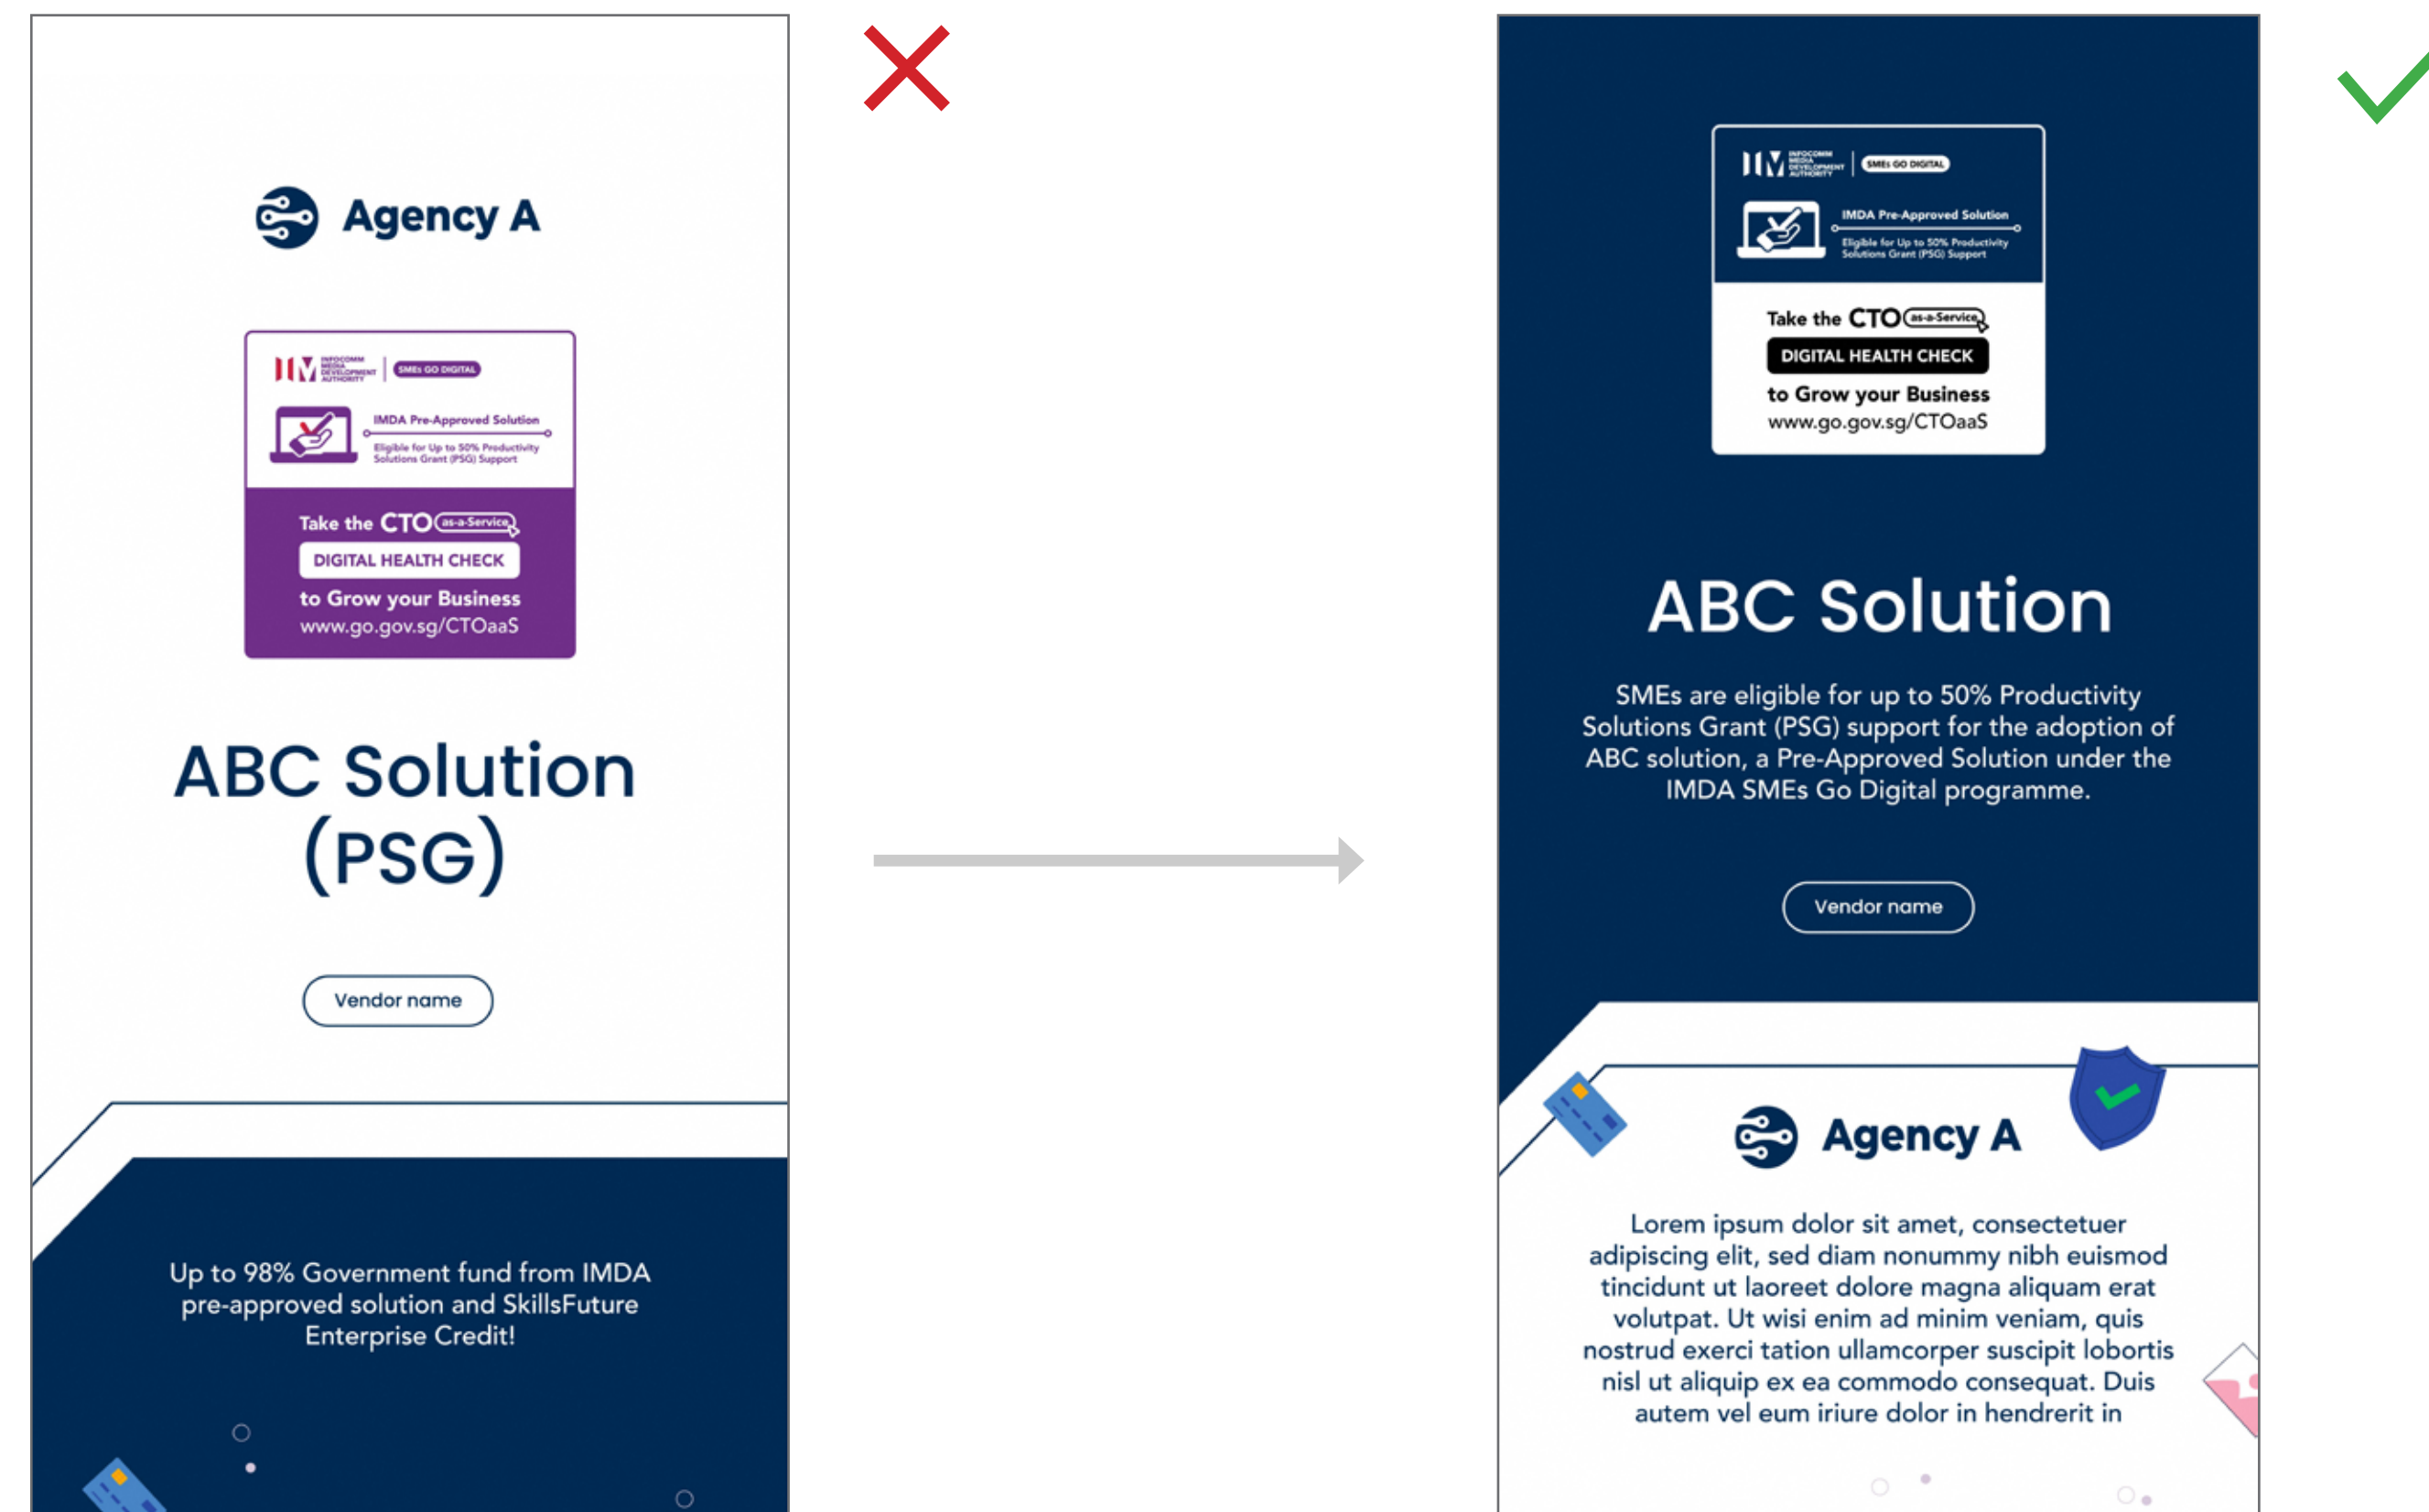 Agency A
INFOCOMM
MEDIA
DEVELOPMENT
AUTHORITY
SMEs GO DIGITAL
IMDA Pre-Approved Solution
Eligible for Up to 50% Productivity
Solutions Grant (PSG) Support
Take the CTO as-a-Service
DIGITAL HEALTH CHECK
to Grow your Business
www.go.gov.sg/CTOaaS
ABC Solution
(PSG)
Vendor name
Up to 98% Government fund from IMDA
pre-approved solution and SkillsFuture
Enterprise Credit!
INFOCOMM
MEDIA
DEVELOPMENT
AUTHORITY
SMEs GO DIGITAL
IMDA Pre-Approved Solution
Eligible for Up to 50% Productivity
Solutions Grant (PSG) Support
Take the CTO as-a-Service
DIGITAL HEALTH CHECK
to Grow your Business
www.go.gov.sg/CTOaaS
ABC Solution
SMEs are eligible for up to 50% Productivity
Solutions Grant (PSG) support for the adoption of
ABC solution, a Pre-Approved Solution under the
IMDA SMEs Go Digital programme.
Vendor name
Agency A
Lorem ipsum dolor sit amet, consectetuer
adipiscing elit, sed diam nonummy nibh euismod
tincidunt ut laoreet dolore magna aliquam erat
volutpat. Ut wisi enim ad minim veniam, quis
nostrud exerci tation ullamcorper suscipit lobortis
nisl ut aliquip ex ea commodo consequat. Duis
autem vel eum iriure dolor in hendrerit in